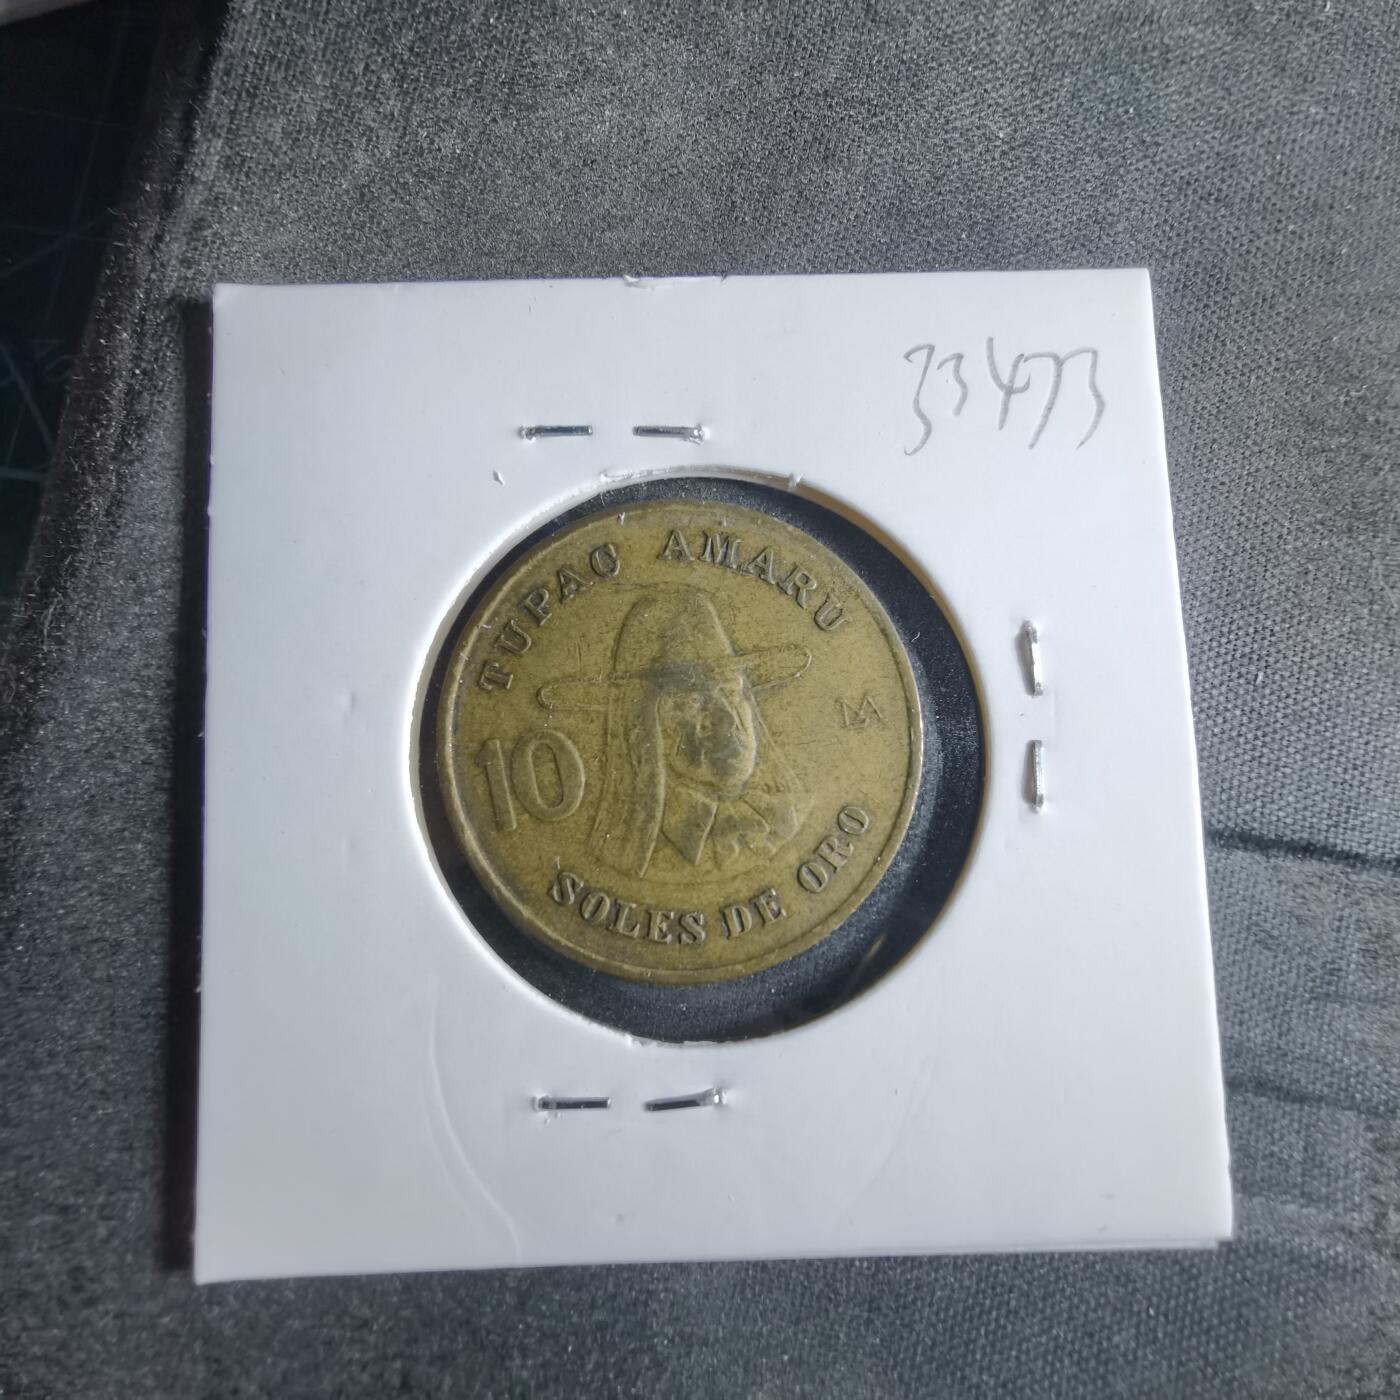 33473
TUPAC AMARU
10
LM
SOLES DE ORO